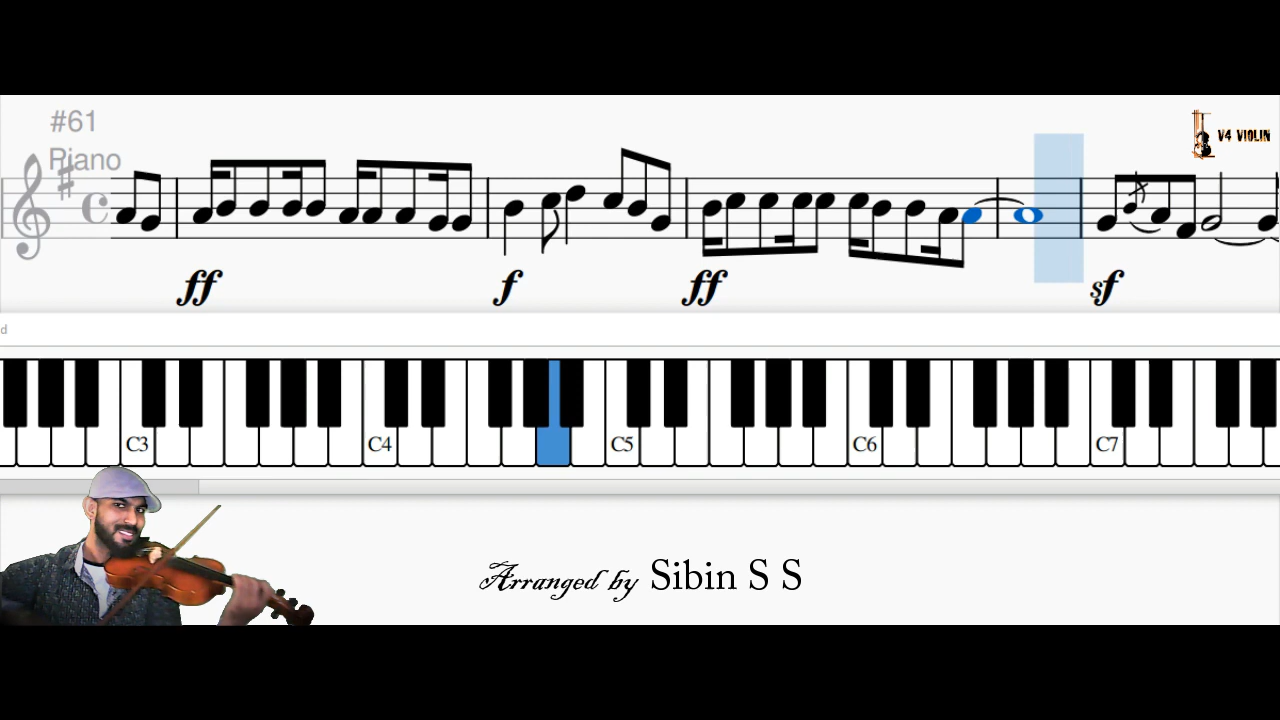 #61
Piano
V4 VIOLIN
ff
f
ff
sf
d
C3 C4 C5 C6 C7
Arranged by Sibin S S